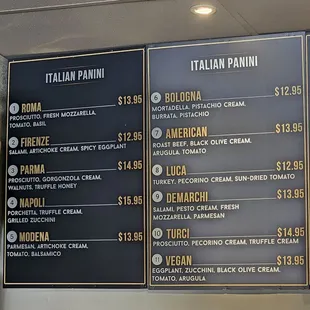 ITALIAN PANINI
1 ROMA $13.95
PROSCIUTTO, FRESH MOZZARELLA,
TOMATO, BASIL
2 FIRENZE $12.95
SALAMI, ARTICHOKE CREAM, SPICY EGGPLANT
3 PARMA $14.95
PROSCIUTTO, GORGONZOLA CREAM,
WALNUTS, TRUFFLE HONEY
4 NAPOLI $15.95
PORCHETTA, TRUFFLE CREAM,
GRILLED ZUCCHINI
5 MODENA $13.95
PARMESAN, ARTICHOKE CREAM,
TOMATO, BALSAMICO
ITALIAN PANINI
6 BOLOGNA $12.95
MORTADELLA, PISTACHIO CREAM,
BURRATA, PISTACHIO
7 AMERICAN $13.95
ROAST BEEF, BLACK OLIVE CREAM,
ARUGULA, TOMATO
8 LUCA $12.95
TURKEY, PECORINO CREAM, SUN-DRIED TOMATO
9 DEMARCHI $13.95
SALAMI, PESTO CREAM, FRESH
MOZZARELLA, PARMESAN
10 TURCI $14.95
PROSCIUTTO, PECORINO CREAM, TRUFFLE CREAM
11 VEGAN $13.95
EGGPLANT, ZUCCHINI, BLACK OLIVE CREAM,
TOMATO, ARUGULA